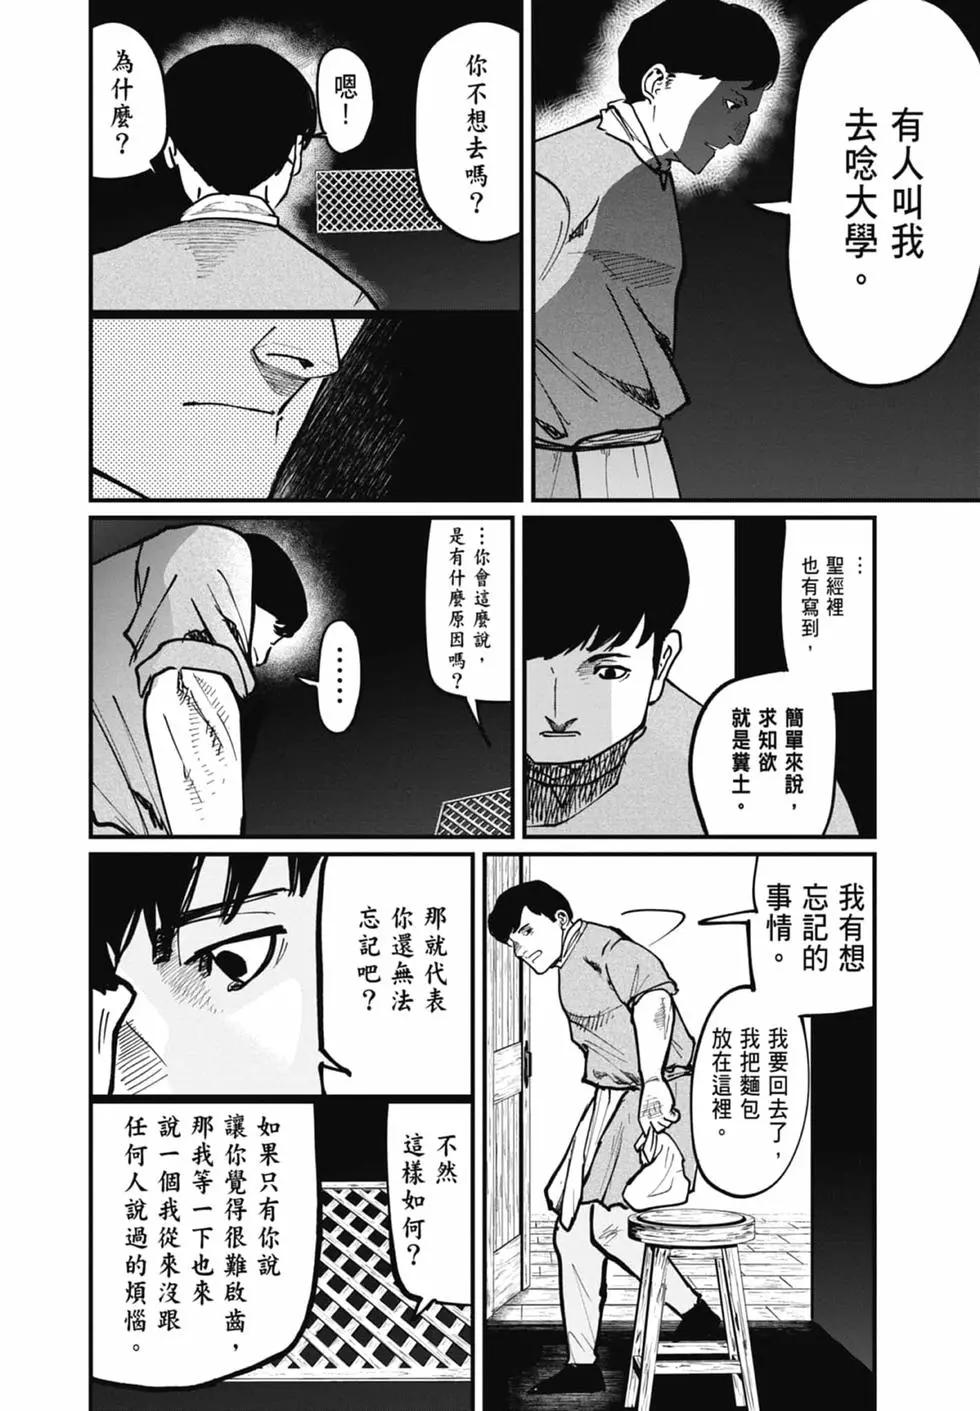 有人叫我
去唸大學。
你不想去嗎？
嗯！
為什麼？
…
聖經裡
也有寫到，
簡單來說，
求知欲
就是糞土。
…你會這麼說，
是有什麼原因嗎？
……
我有想
忘記的
事情。
我要回去了，
我把麵包
放在這裡。
那就代表
你還無法
忘記吧？
不然
這樣如何？
如果只有你說
讓你覺得很難啟齒，
那我等一下也來
說一個我從來沒跟
任何人說過的煩惱。